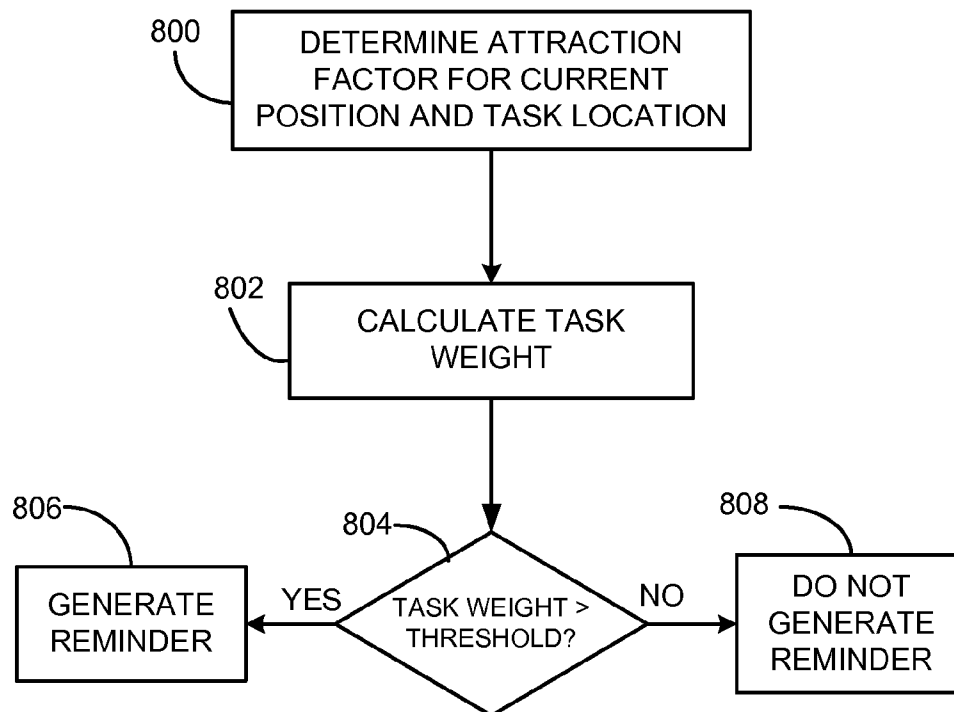 800
DETERMINE ATTRACTION
FACTOR FOR CURRENT
POSITION AND TASK LOCATION
802
CALCULATE TASK
WEIGHT
806
804
808
GENERATE
REMINDER
YES
TASK WEIGHT >
THRESHOLD?
NO
DO NOT
GENERATE
REMINDER